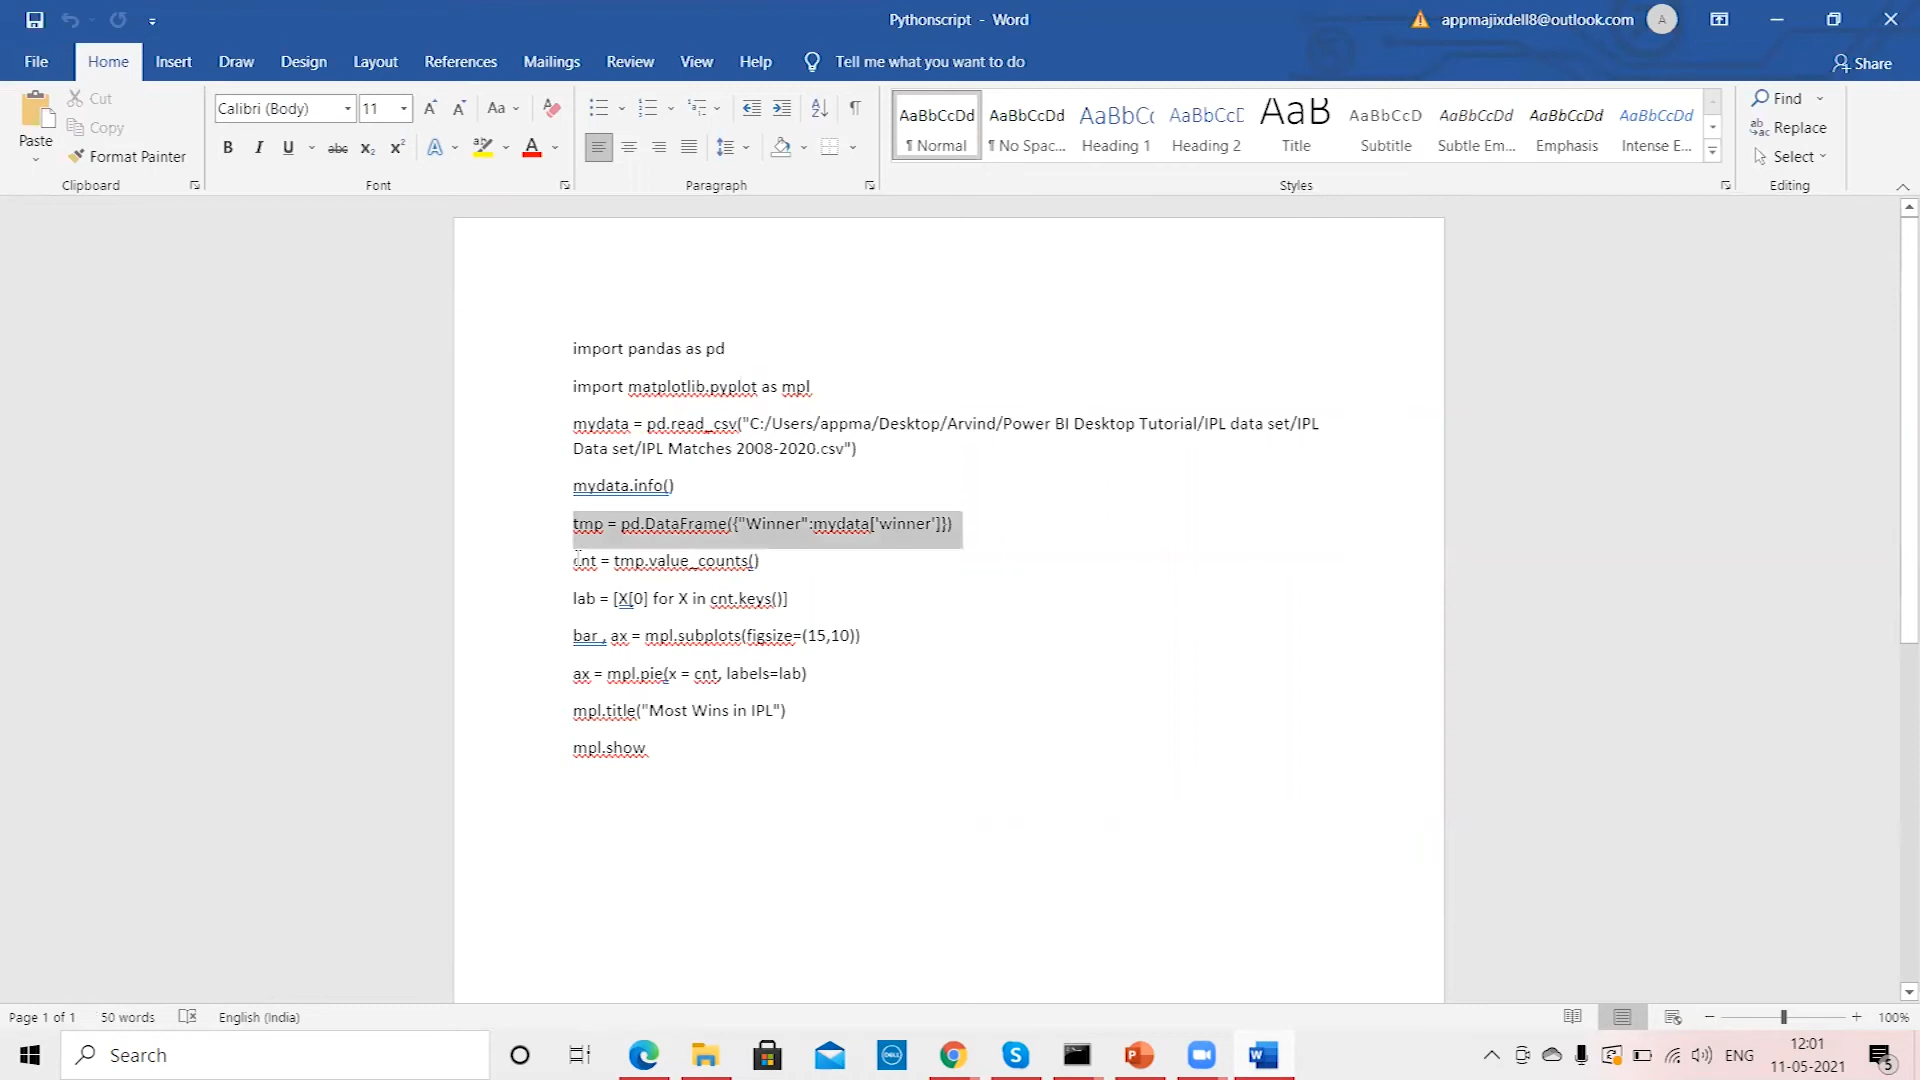 Pythonscript - Word
appmajixdell8@outlook.com
A
File Home Insert Draw Design Layout References Mailings Review View Help Tell me what you want to do
Share
Paste
Cut
Copy
Format Painter
Clipboard
Calibri (Body) 11
Font
Paragraph
AaBbCcDd AaBbCcDd AaBbCc AaBbCcC AaB AaBbCcD AaBbCcDd AaBbCcDd AaBbCcDd
¶ Normal ¶ No Spac... Heading 1 Heading 2 Title Subtitle Subtle Em... Emphasis Intense E...
Styles
Find
Replace
Select
Editing
import pandas as pd
import matplotlib.pyplot as mpl
mydata = pd.read_csv("C:/Users/appma/Desktop/Arvind/Power BI Desktop Tutorial/IPL data set/IPL
Data set/IPL Matches 2008-2020.csv")
mydata.info()
tmp = pd.DataFrame({"Winner":mydata['winner']})
cnt = tmp.value_counts()
lab = [X[0] for X in cnt.keys()]
bar , ax = mpl.subplots(figsize=(15,10))
ax = mpl.pie(x = cnt, labels=lab)
mpl.title("Most Wins in IPL")
mpl.show
Page 1 of 1 50 words English (India)
100%
Search
ENG
12:01
11-05-2021
5